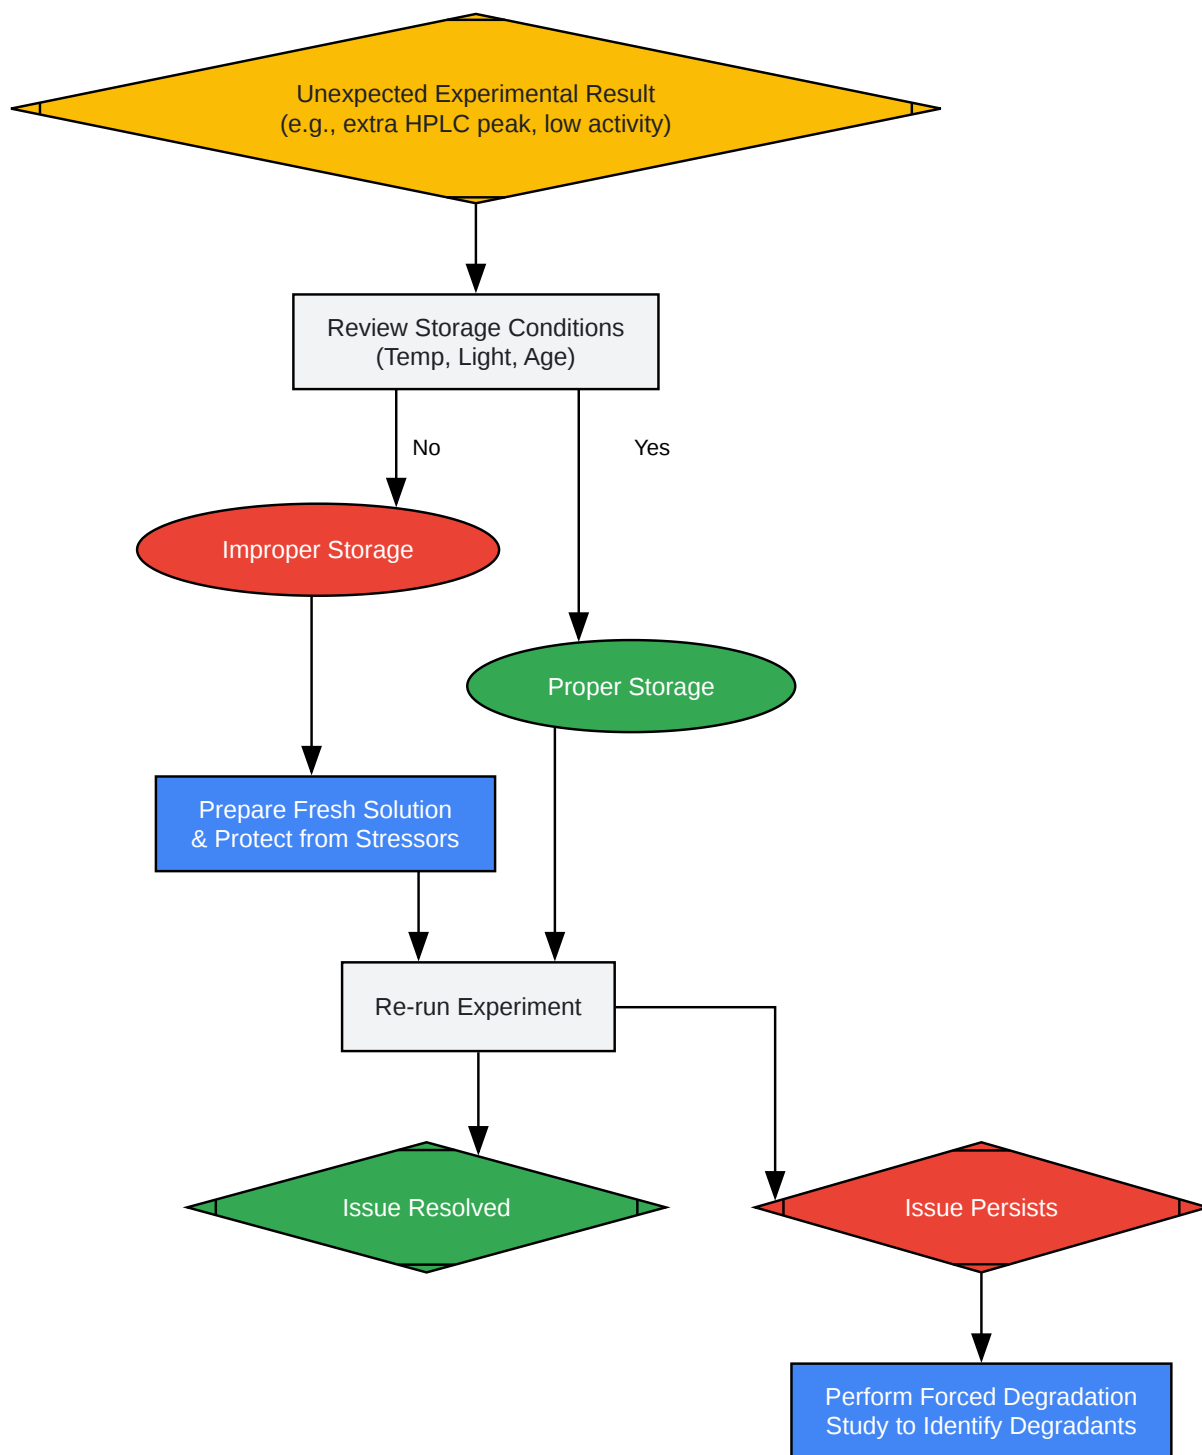 Unexpected Experimental Result
(e.g., extra HPLC peak, low activity)
Review Storage Conditions
(Temp, Light, Age)
No
Yes
Improper Storage
Proper Storage
Prepare Fresh Solution
& Protect from Stressors
Re-run Experiment
Issue Resolved
Issue Persists
Perform Forced Degradation
Study to Identify Degradants